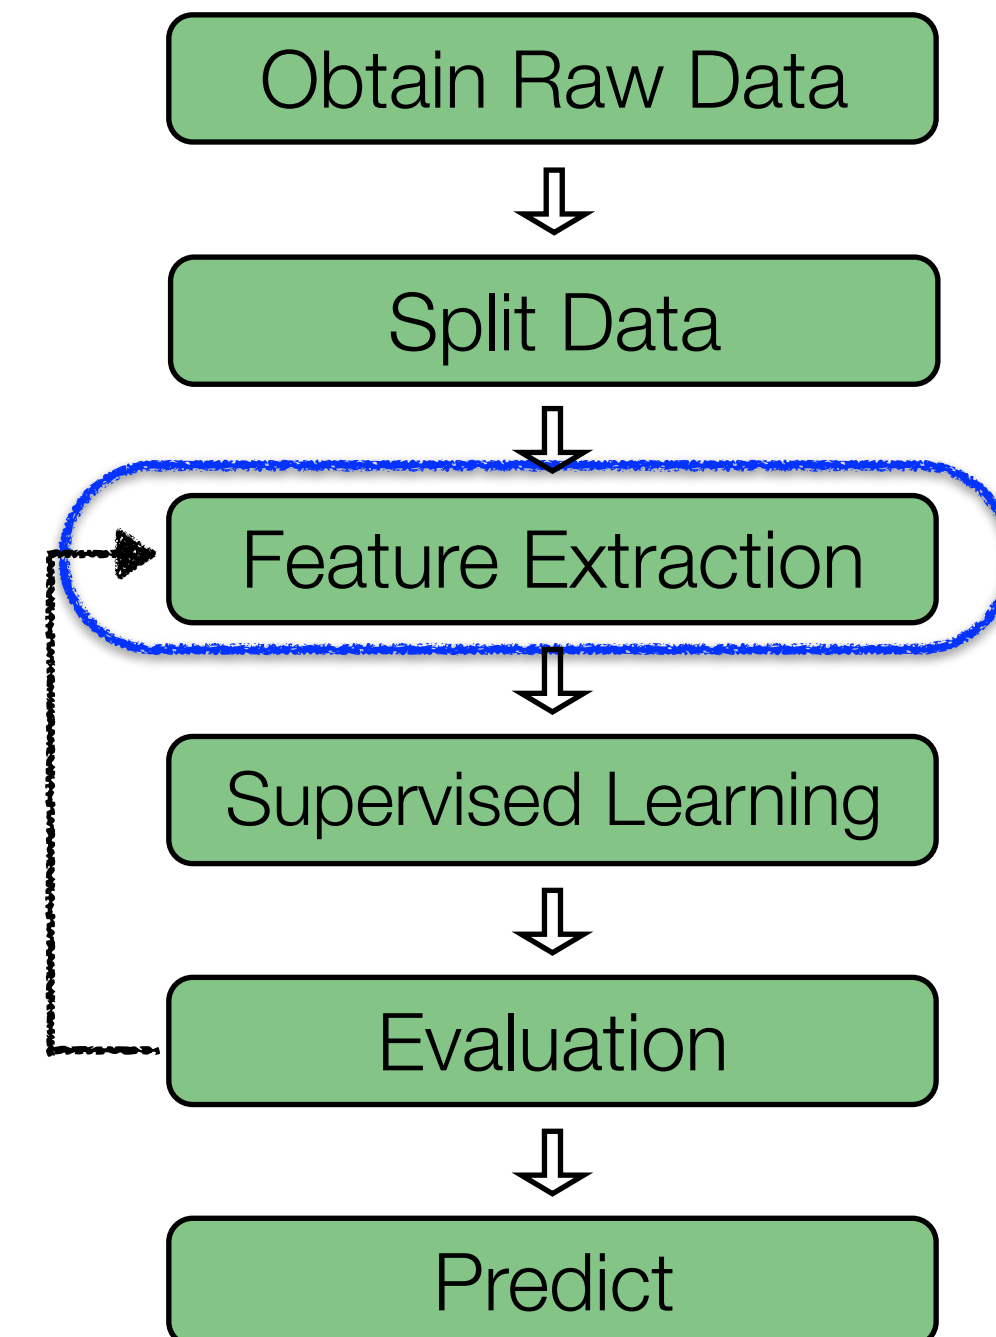 Obtain Raw Data
Split Data
Feature Extraction
Supervised Learning
Evaluation
Predict